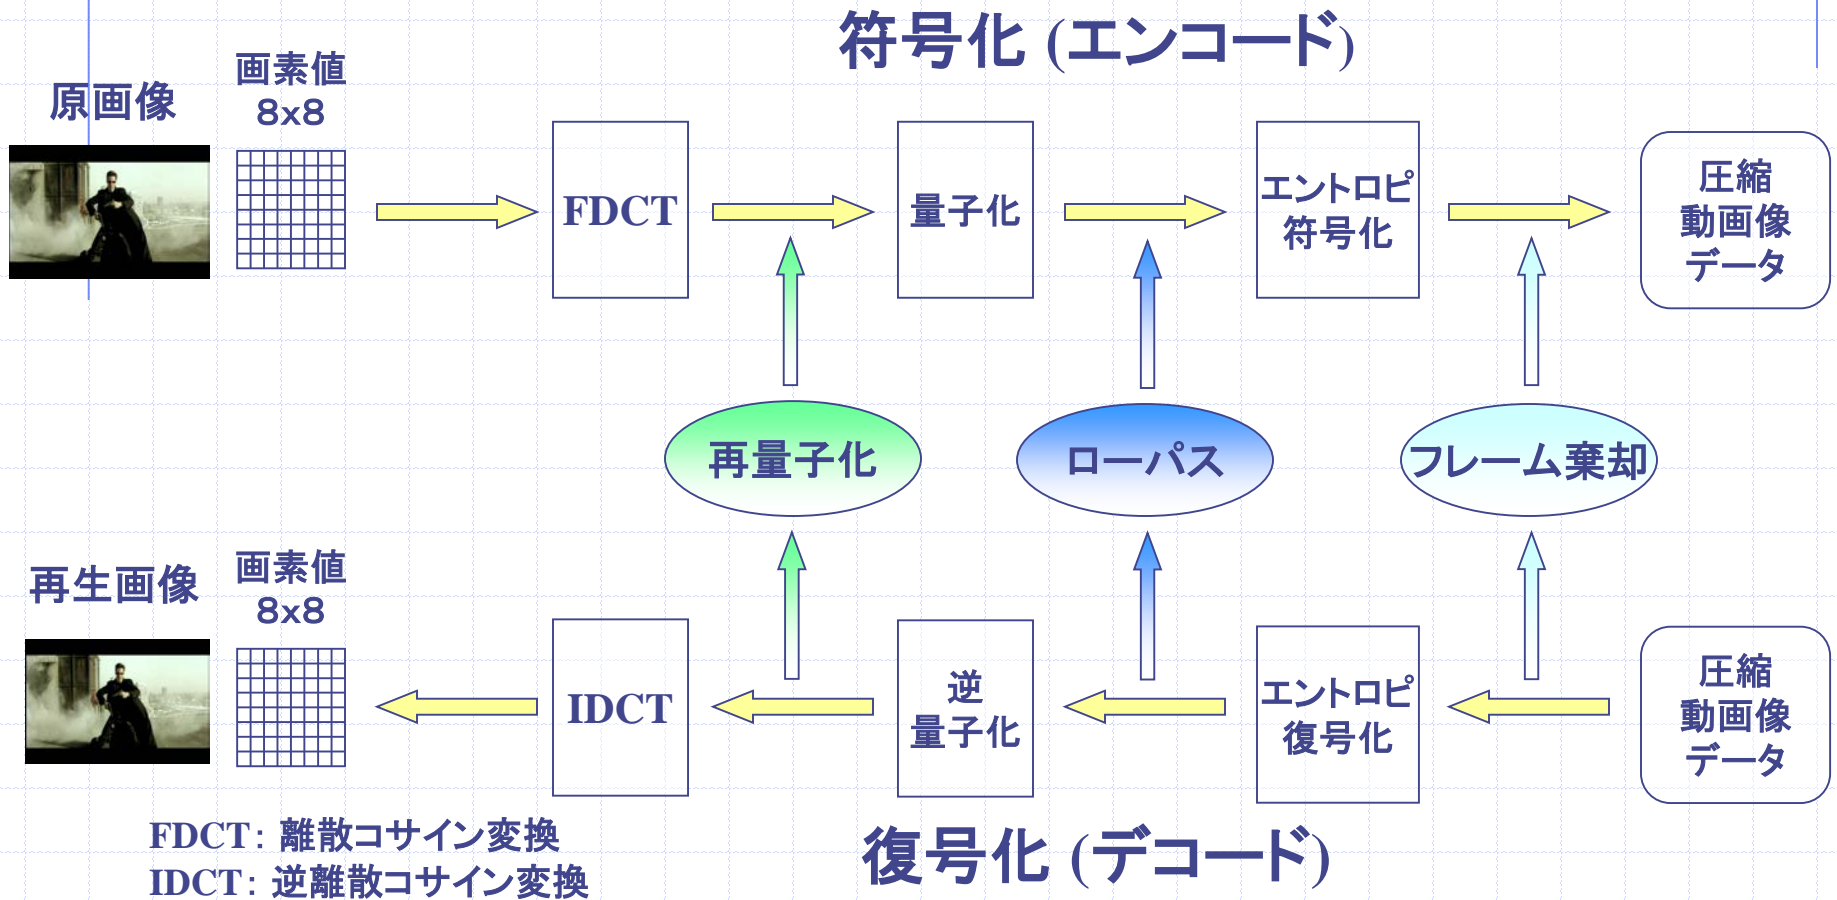 符号化 (エンコード)
原画像
画素値
8x8
FDCT
量子化
エントロピ
符号化
圧縮
動画像
データ
再量子化
ローパス
フレーム棄却
再生画像
画素値
8x8
IDCT
逆
量子化
エントロピ
復号化
圧縮
動画像
データ
FDCT: 離散コサイン変換
IDCT: 逆離散コサイン変換
復号化 (デコード)